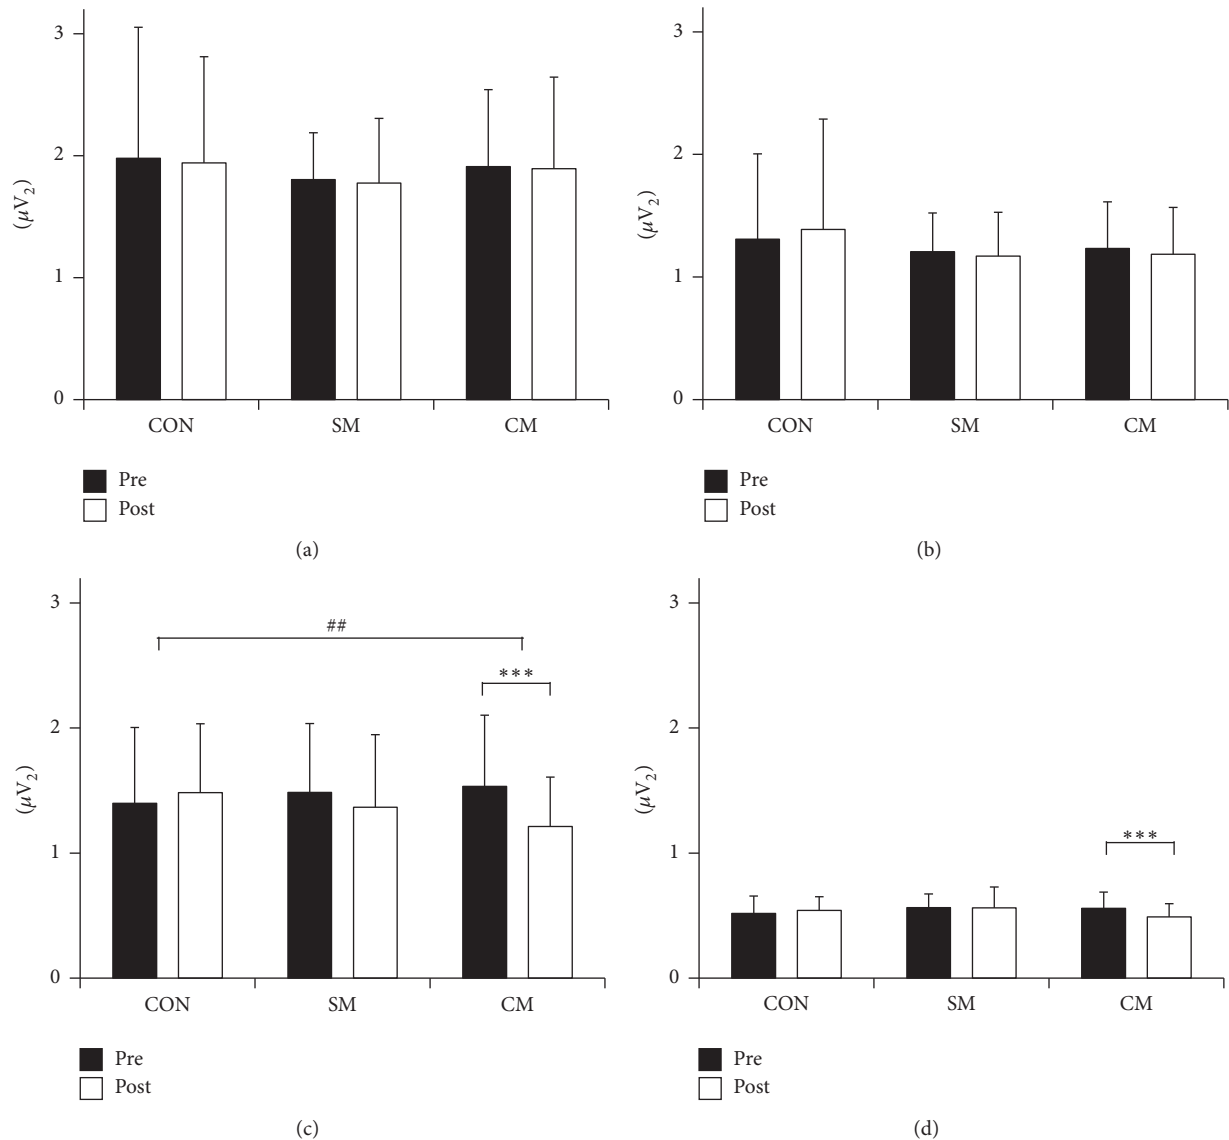 3
2
1
0
(μV₂)
CON SM CM
Pre
Post
(a)
3
2
1
0
(μV₂)
CON SM CM
Pre
Post
(b)
3
2
1
0
(μV₂)
##
***
CON SM CM
Pre
Post
(c)
3
2
1
0
(μV₂)
***
CON SM CM
Pre
Post
(d)